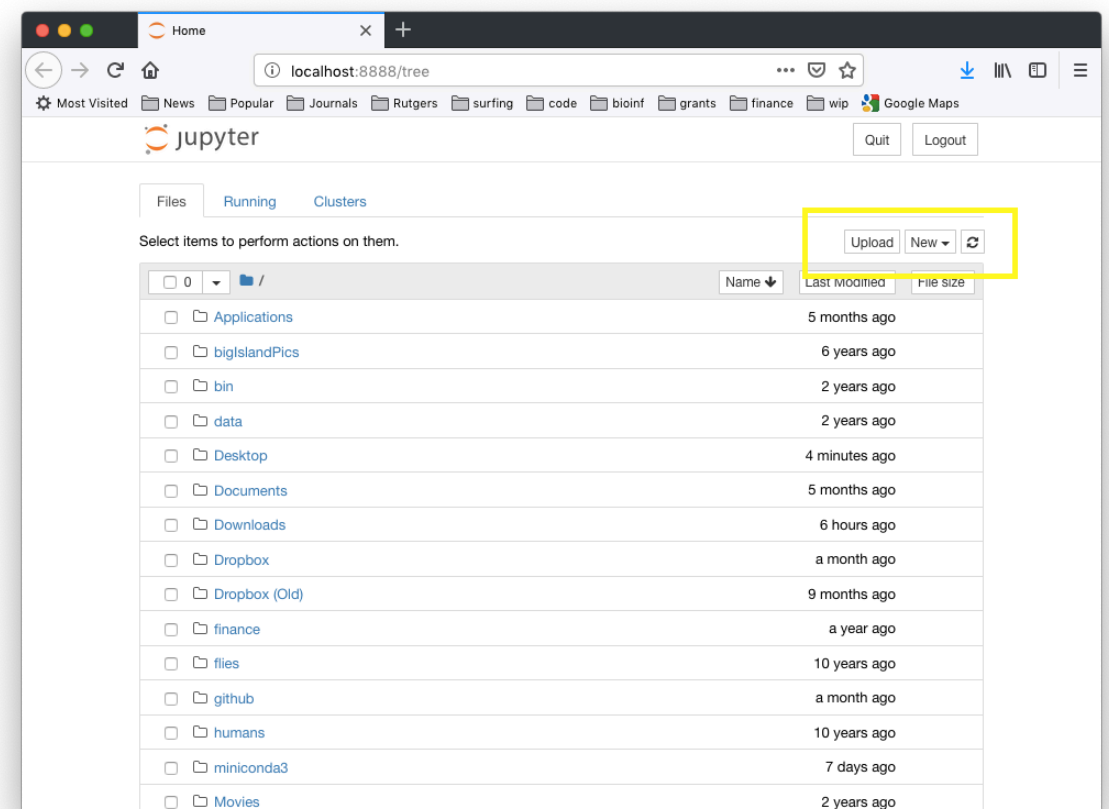 Home
localhost:8888/tree
Most Visited News Popular Journals Rutgers surfing code bioinf grants finance wip Google Maps
jupyter Quit Logout
Files Running Clusters
Select items to perform actions on them. Upload New
0 / Name Last Modified File size
Applications 5 months ago
bigIslandPics 6 years ago
bin 2 years ago
data 2 years ago
Desktop 4 minutes ago
Documents 5 months ago
Downloads 6 hours ago
Dropbox a month ago
Dropbox (Old) 9 months ago
finance a year ago
flies 10 years ago
github a month ago
humans 10 years ago
miniconda3 7 days ago
Movies 2 years ago